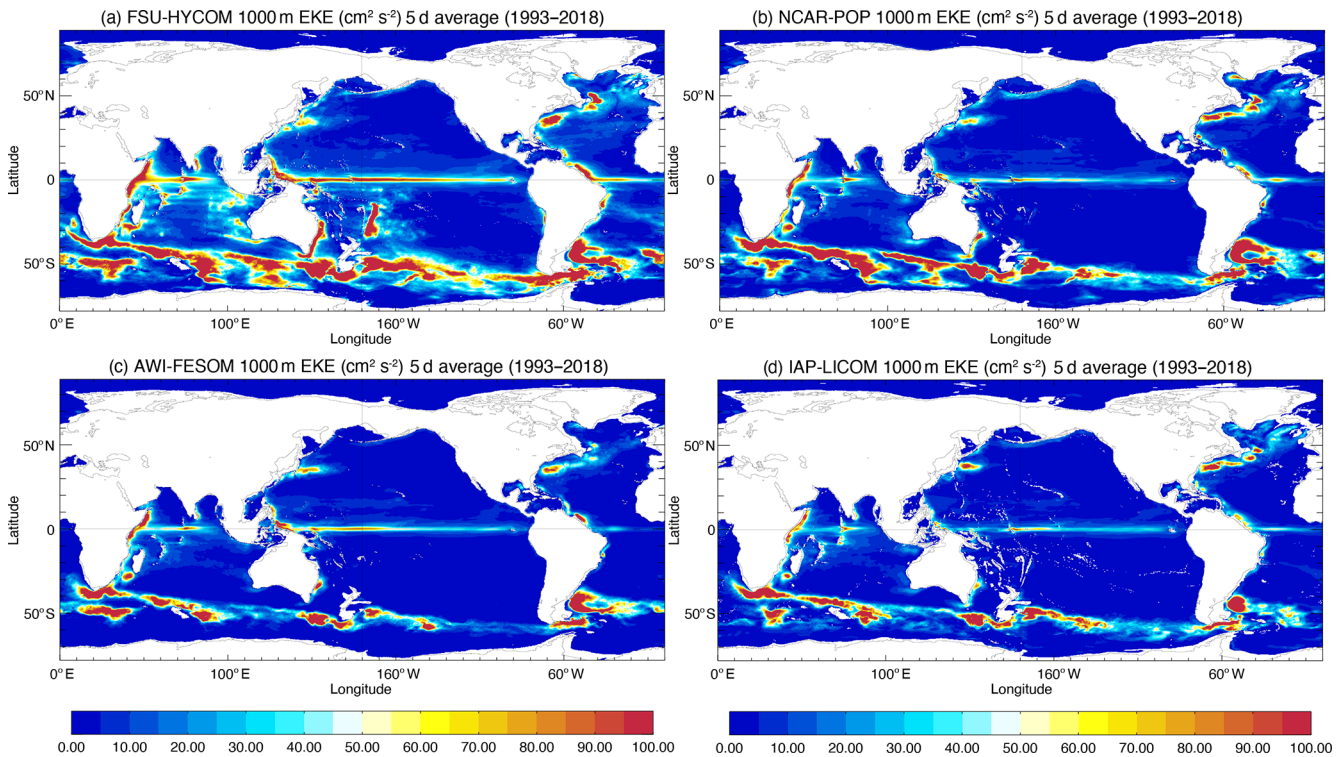 (a) FSU-HYCOM 1000 m EKE (cm² s⁻²) 5 d average (1993−2018)
(b) NCAR-POP 1000 m EKE (cm² s⁻²) 5 d average (1993−2018)
Latitude
50° N
0
50° S
0° E
100° E
160° W
60° W
Longitude
Latitude
50° N
0
50° S
0° E
100° E
160° W
60° W
Longitude
(c) AWI-FESOM 1000 m EKE (cm² s⁻²) 5 d average (1993−2018)
(d) IAP-LICOM 1000 m EKE (cm² s⁻²) 5 d average (1993−2018)
Latitude
50° N
0
50° S
0° E
100° E
160° W
60° W
Longitude
Latitude
50° N
0
50° S
0° E
100° E
160° W
60° W
Longitude
0.00 10.00 20.00 30.00 40.00 50.00 60.00 70.00 80.00 90.00 100.00
0.00 10.00 20.00 30.00 40.00 50.00 60.00 70.00 80.00 90.00 100.00